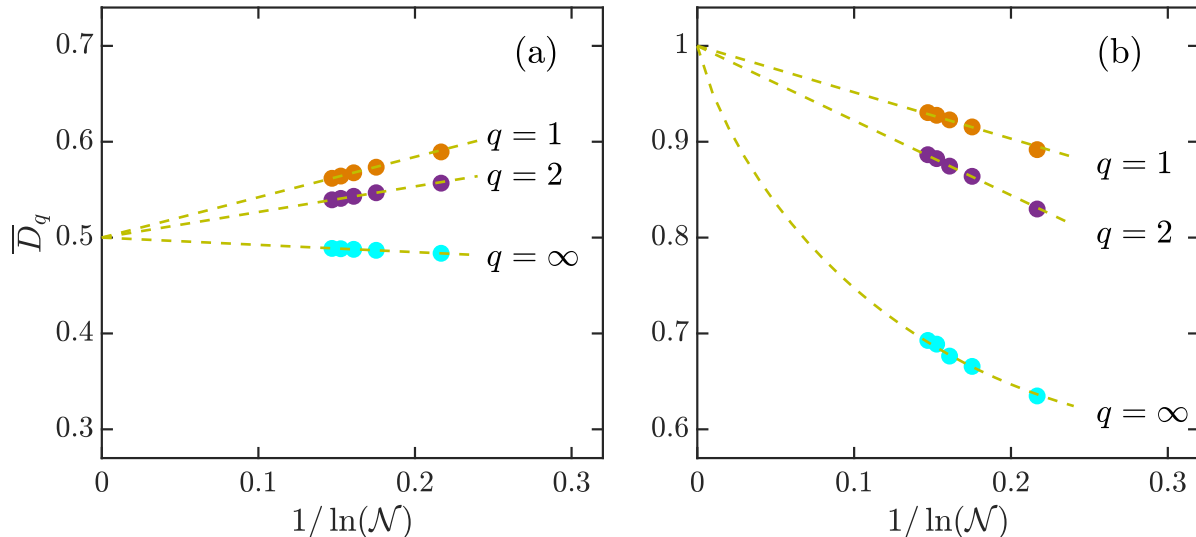 0.7
0.6
0.5
0.4
0.3
0
0.1
0.2
0.3
1/ ln(𝒩)
D̅_q
(a)
q = 1
q = 2
q = ∞
1
0.9
0.8
0.7
0.6
0
0.1
0.2
0.3
1/ ln(𝒩)
(b)
q = 1
q = 2
q = ∞